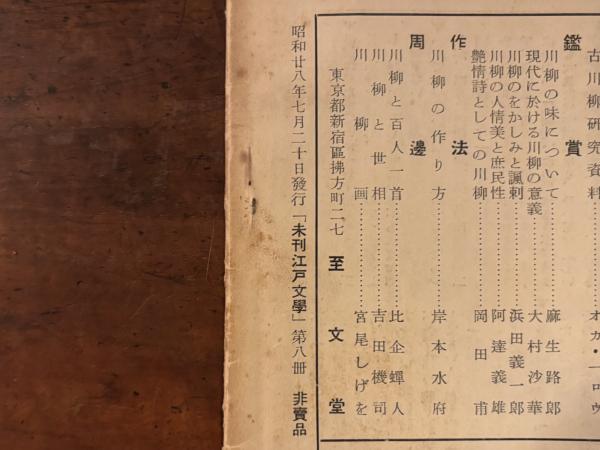 古川柳研究資料……オカ・一ロウ
鑑賞
川柳の味について……麻生路郎
現代に於ける川柳の意義……大村沙華
川柳のをかしみと諷刺……浜田義一郎
川柳の人情美と庶民性……阿達義雄
艶情詩としての川柳……岡田甫
作法
川柳の作り方……岸本水府
周邊
川柳と百人一首……比企蟬人
川柳と世相……吉田機司
川柳画……宮尾しげを
東京都新宿區拂方町二七 至文堂
昭和廿八年七月二十日發行「未刊江戸文學」第八冊 非賣品